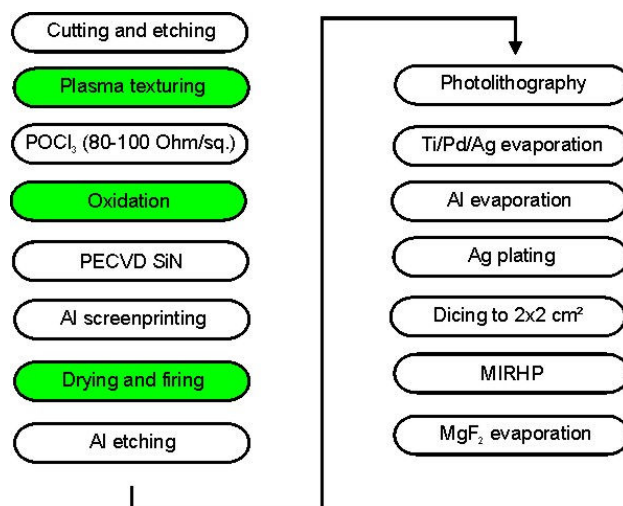 Cutting and etching
Plasma texturing
POCl₃ (80-100 Ohm/sq.)
Oxidation
PECVD SiN
Al screenprinting
Drying and firing
Al etching
Photolithography
Ti/Pd/Ag evaporation
Al evaporation
Ag plating
Dicing to 2x2 cm²
MIRHP
MgF₂ evaporation